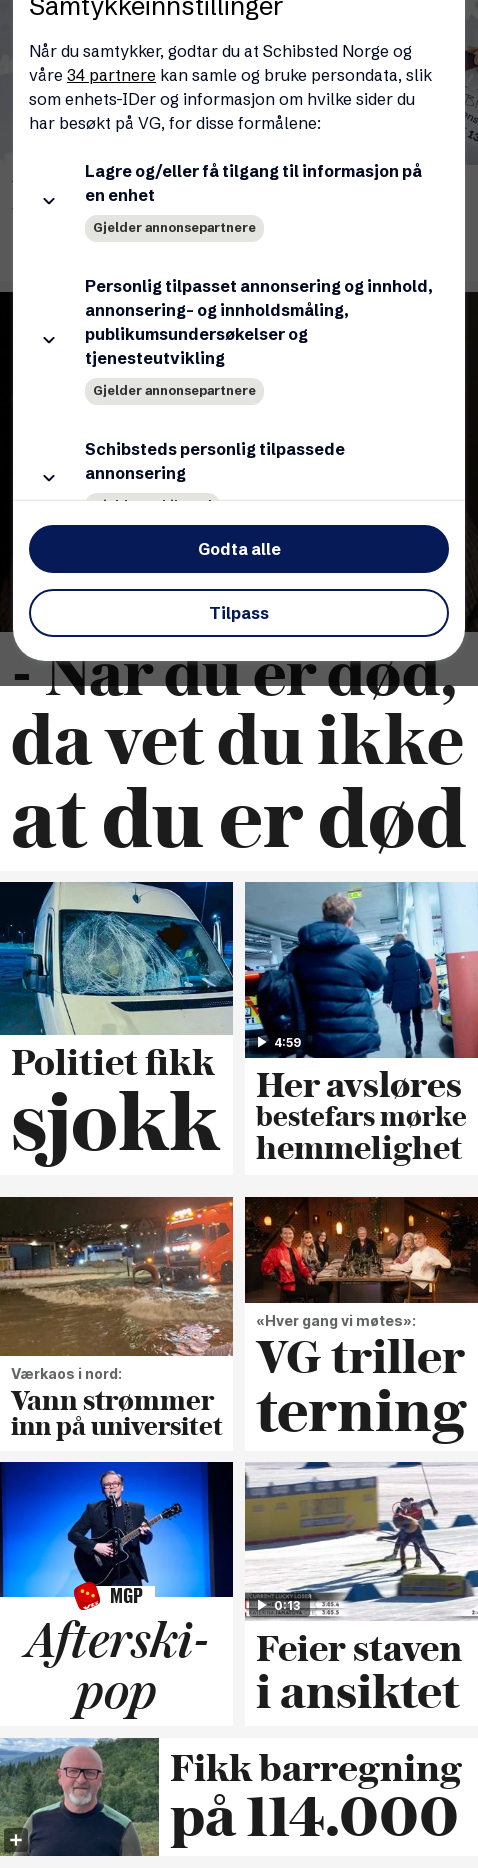 Samtykkeinnstillinger
Når du samtykker, godtar du at Schibsted Norge og
våre 34 partnere kan samle og bruke persondata, slik
som enhets-IDer og informasjon om hvilke sider du
har besøkt på VG, for disse formålene:
Lagre og/eller få tilgang til informasjon på
en enhet
Gjelder annonsepartnere
Personlig tilpasset annonsering og innhold,
annonsering- og innholdsmåling,
publikumsundersøkelser og
tjenesteutvikling
Gjelder annonsepartnere
Schibsteds personlig tilpassede
annonsering
Godta alle
Tilpass
- Når du er død,
da vet du ikke
at du er død
Politiet fikk
sjokk
4:59
Her avsløres
bestefars mørke
hemmelighet
Værkaos i nord:
Vann strømmer
inn på universitet
«Hver gang vi møtes»:
VG triller
terning
MGP
Afterski-
pop
0:13
Feier staven
i ansiktet
Fikk barregning
på 114.000